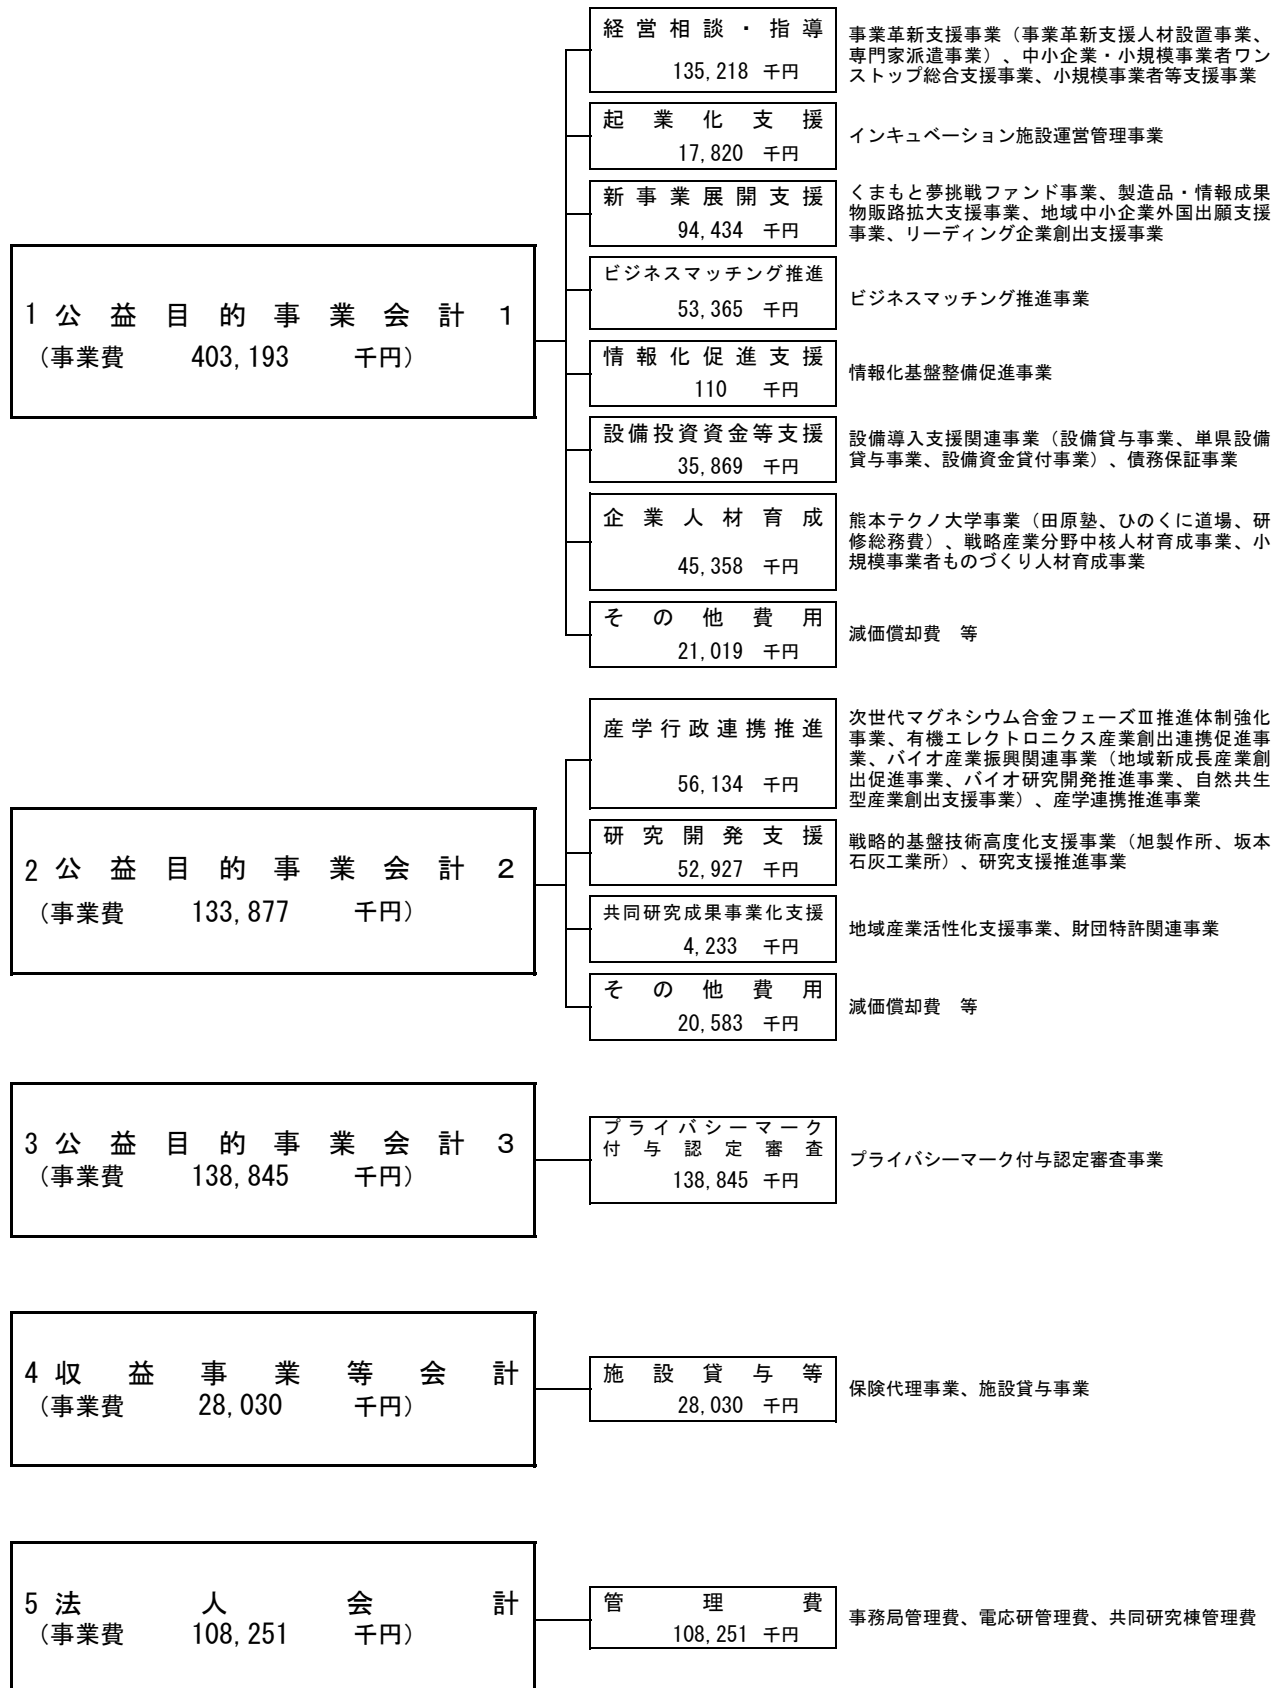 1 公益目的事業会計1
（事業費 403,193 千円）
経営相談・指導
135,218 千円
事業革新支援事業（事業革新支援人材設置事業、
専門家派遣事業）、中小企業・小規模事業者ワン
ストップ総合支援事業、小規模事業者等支援事業
起業化支援
17,820 千円
インキュベーション施設運営管理事業
新事業展開支援
94,434 千円
くまもと夢挑戦ファンド事業、製造品・情報成果
物販路拡大支援事業、地域中小企業外国出願支援
事業、リーディング企業創出支援事業
ビジネスマッチング推進
53,365 千円
ビジネスマッチング推進事業
情報化促進支援
110 千円
情報化基盤整備促進事業
設備投資資金等支援
35,869 千円
設備導入支援関連事業（設備貸与事業、単県設備
貸与事業、設備資金貸付事業）、債務保証事業
企業人材育成
45,358 千円
熊本テクノ大学事業（田原塾、ひのくに道場、研
修総務費）、戦略産業分野中核人材育成事業、小
規模事業者ものづくり人材育成事業
その他費用
21,019 千円
減価償却費 等
2 公益目的事業会計2
（事業費 133,877 千円）
産学行政連携推進
56,134 千円
次世代マグネシウム合金フェーズⅢ推進体制強化
事業、有機エレクトロニクス産業創出連携促進事
業、バイオ産業振興関連事業（地域新成長産業創
出促進事業、バイオ研究開発推進事業、自然共生
型産業創出支援事業）、産学連携推進事業
研究開発支援
52,927 千円
戦略的基盤技術高度化支援事業（旭製作所、坂本
石灰工業所）、研究支援推進事業
共同研究成果事業化支援
4,233 千円
地域産業活性化支援事業、財団特許関連事業
その他費用
20,583 千円
減価償却費 等
3 公益目的事業会計3
（事業費 138,845 千円）
プライバシーマーク
付与認定審査
138,845 千円
プライバシーマーク付与認定審査事業
4 収益事業等会計
（事業費 28,030 千円）
施設貸与等
28,030 千円
保険代理事業、施設貸与事業
5 法人会計
（事業費 108,251 千円）
管理費
108,251 千円
事務局管理費、電応研管理費、共同研究棟管理費